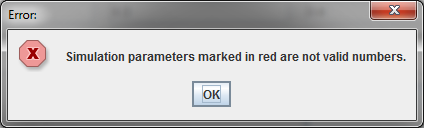 Error:
Simulation parameters marked in red are not valid numbers.
OK